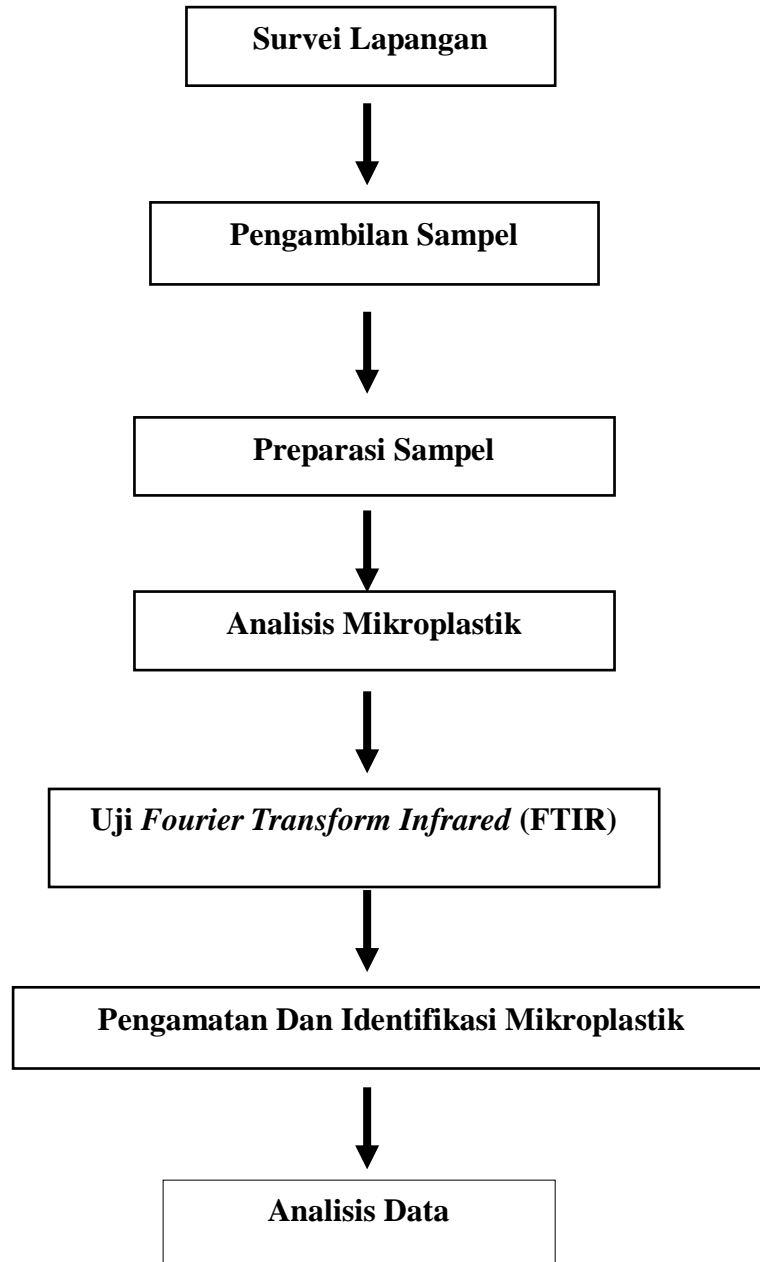 Survei Lapangan
Pengambilan Sampel
Preparasi Sampel
Analisis Mikroplastik
Uji Fourier Transform Infrared (FTIR)
Pengamatan Dan Identifikasi Mikroplastik
Analisis Data